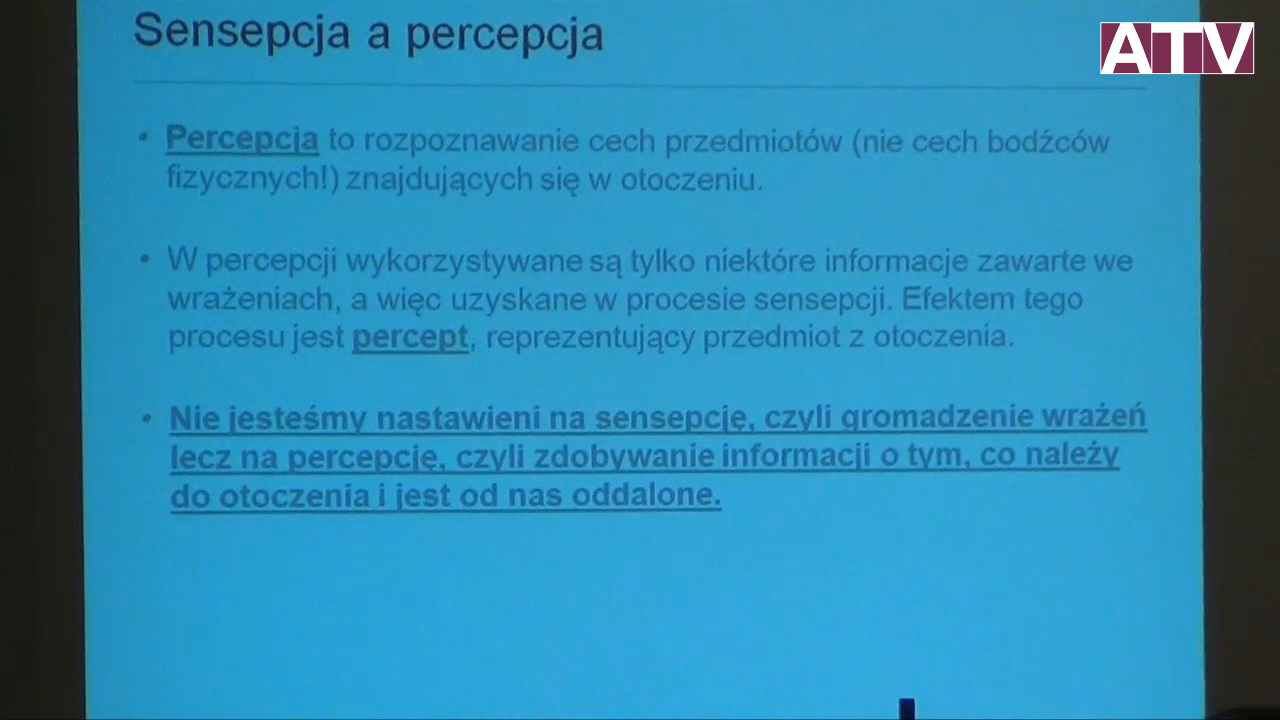 Sensepcja a percepcja
ATV
• Percepcja to rozpoznawanie cech przedmiotów (nie cech bodźców
fizycznych!) znajdujących się w otoczeniu.
• W percepcji wykorzystywane są tylko niektóre informacje zawarte we
wrażeniach, a więc uzyskane w procesie sensepcji. Efektem tego
procesu jest percept, reprezentujący przedmiot z otoczenia.
• Nie jesteśmy nastawieni na sensepcję, czyli gromadzenie wrażeń
lecz na percepcję, czyli zdobywanie informacji o tym, co należy
do otoczenia i jest od nas oddalone.